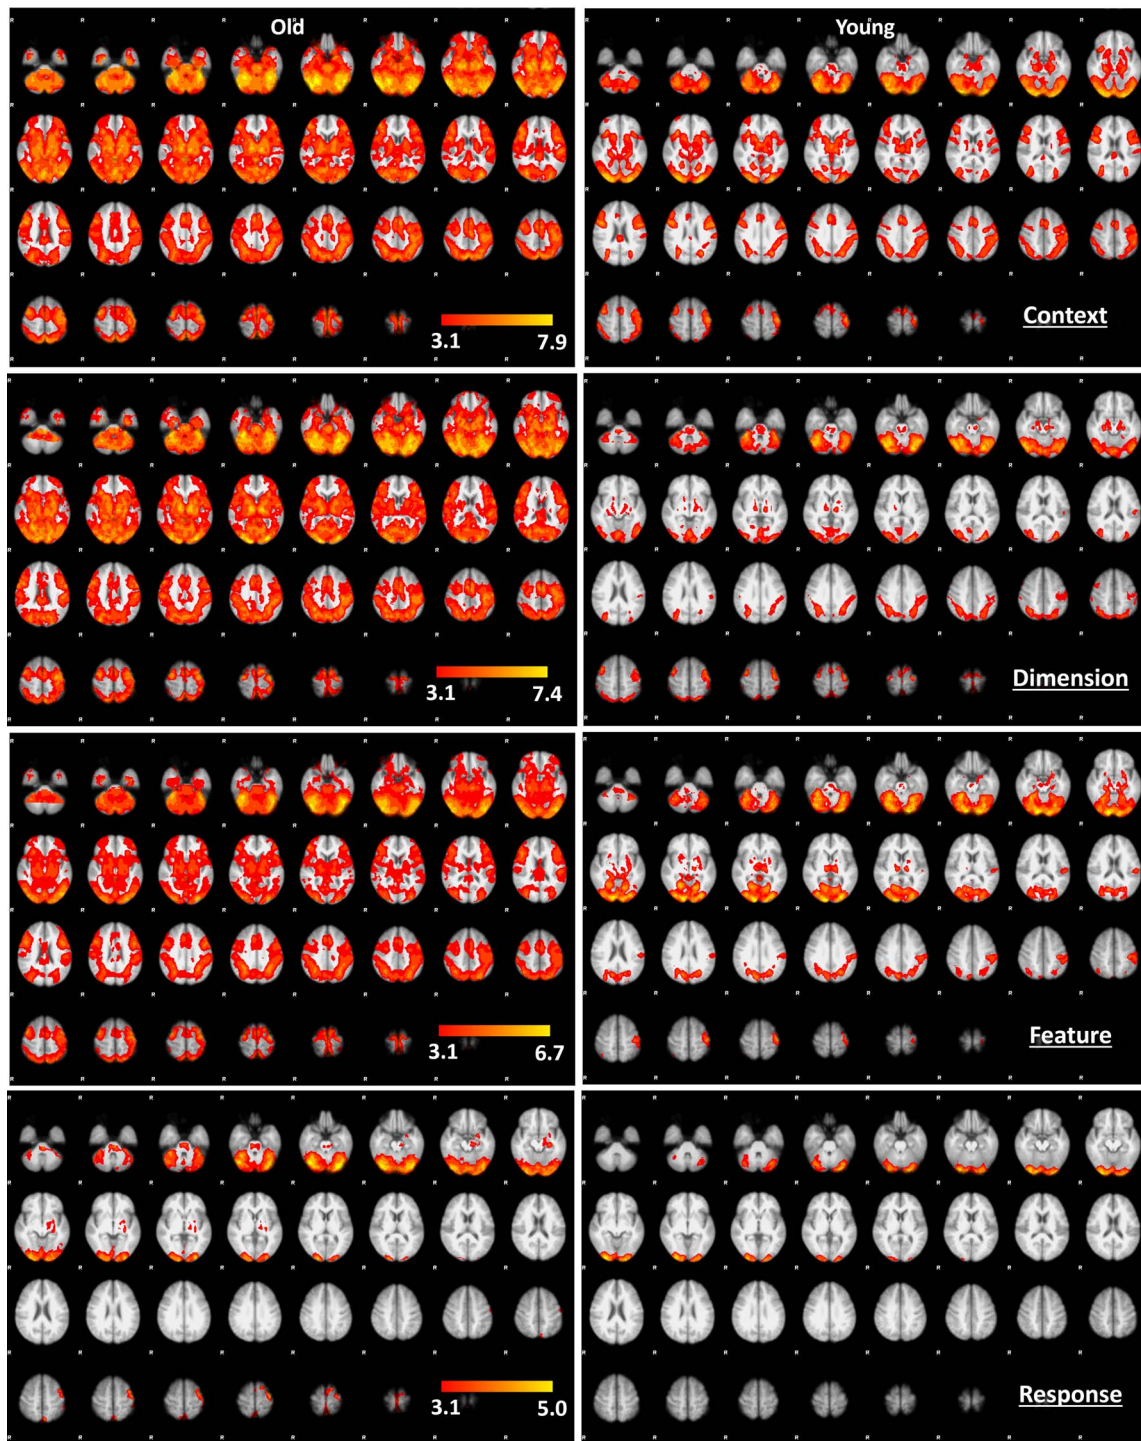 Old
Young
3.1
7.9
Context
3.1
7.4
Dimension
3.1
6.7
Feature
3.1
5.0
Response